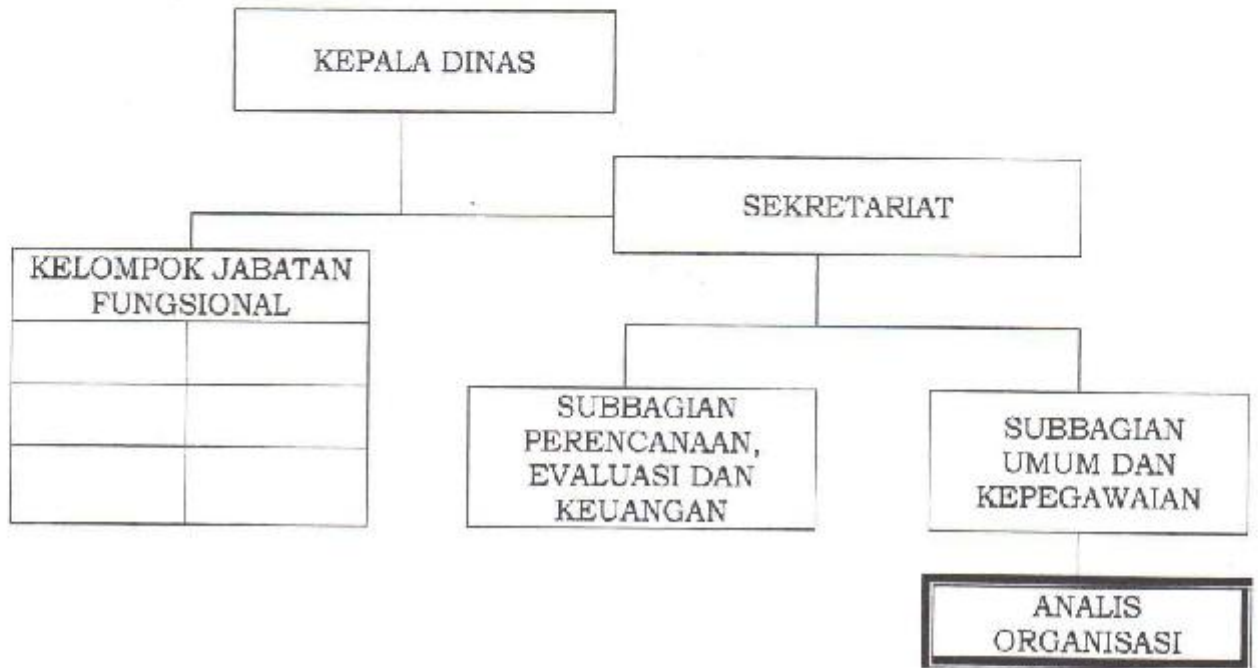 KEPALA DINAS
SEKRETARIAT
KELOMPOK JABATAN
FUNGSIONAL
SUBBAGIAN
PERENCANAAN,
EVALUASI DAN
KEUANGAN
SUBBAGIAN
UMUM DAN
KEPEGAWAIAN
ANALIS
ORGANISASI